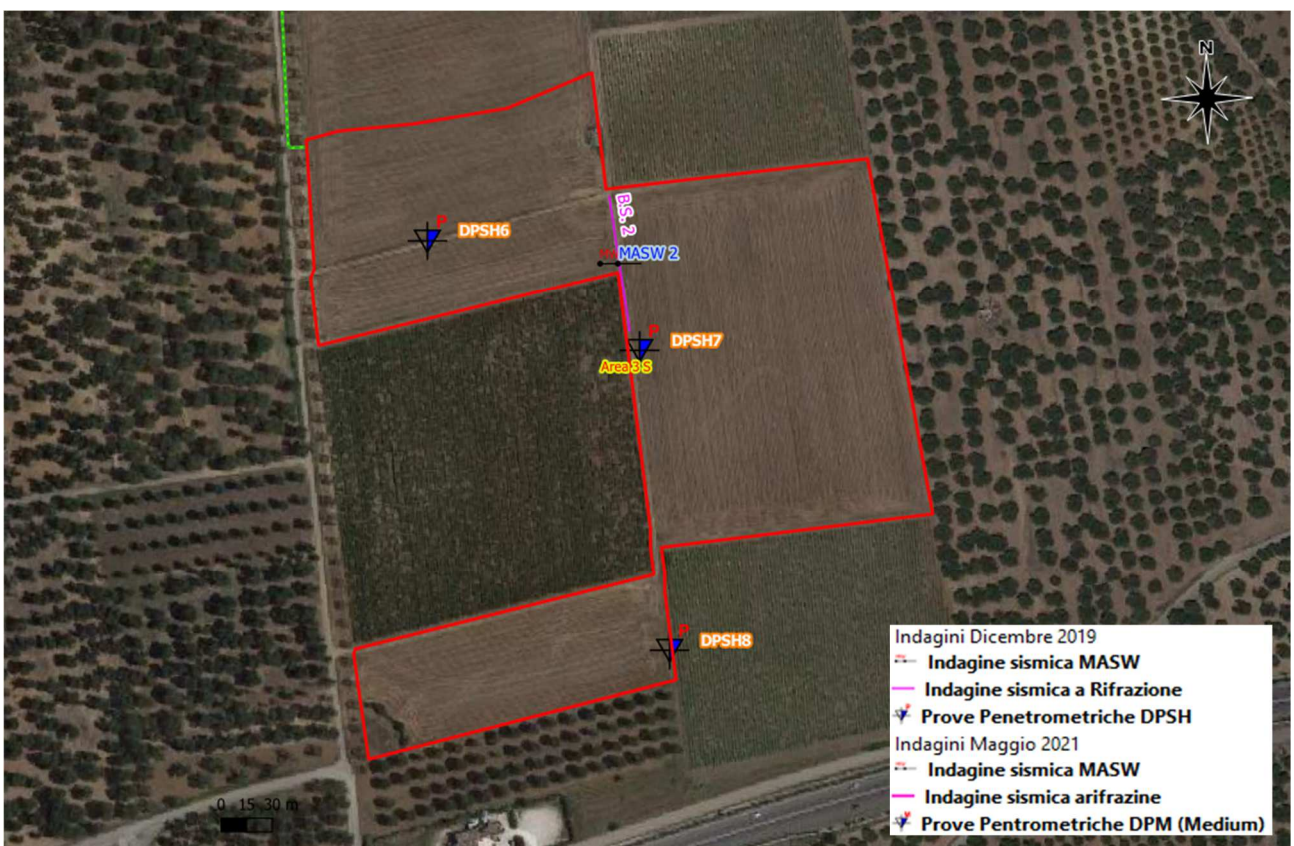 N
B.S. 2
P
DPSH6
MASW 2
P
DPSH7
Area 3 S
P
DPSH8
0 15 30 m
Indagini Dicembre 2019
Indagine sismica MASW
Indagine sismica a Rifrazione
Prove Penetrometriche DPSH
Indagini Maggio 2021
Indagine sismica MASW
Indagine sismica arifrazine
Prove Pentrometriche DPM (Medium)